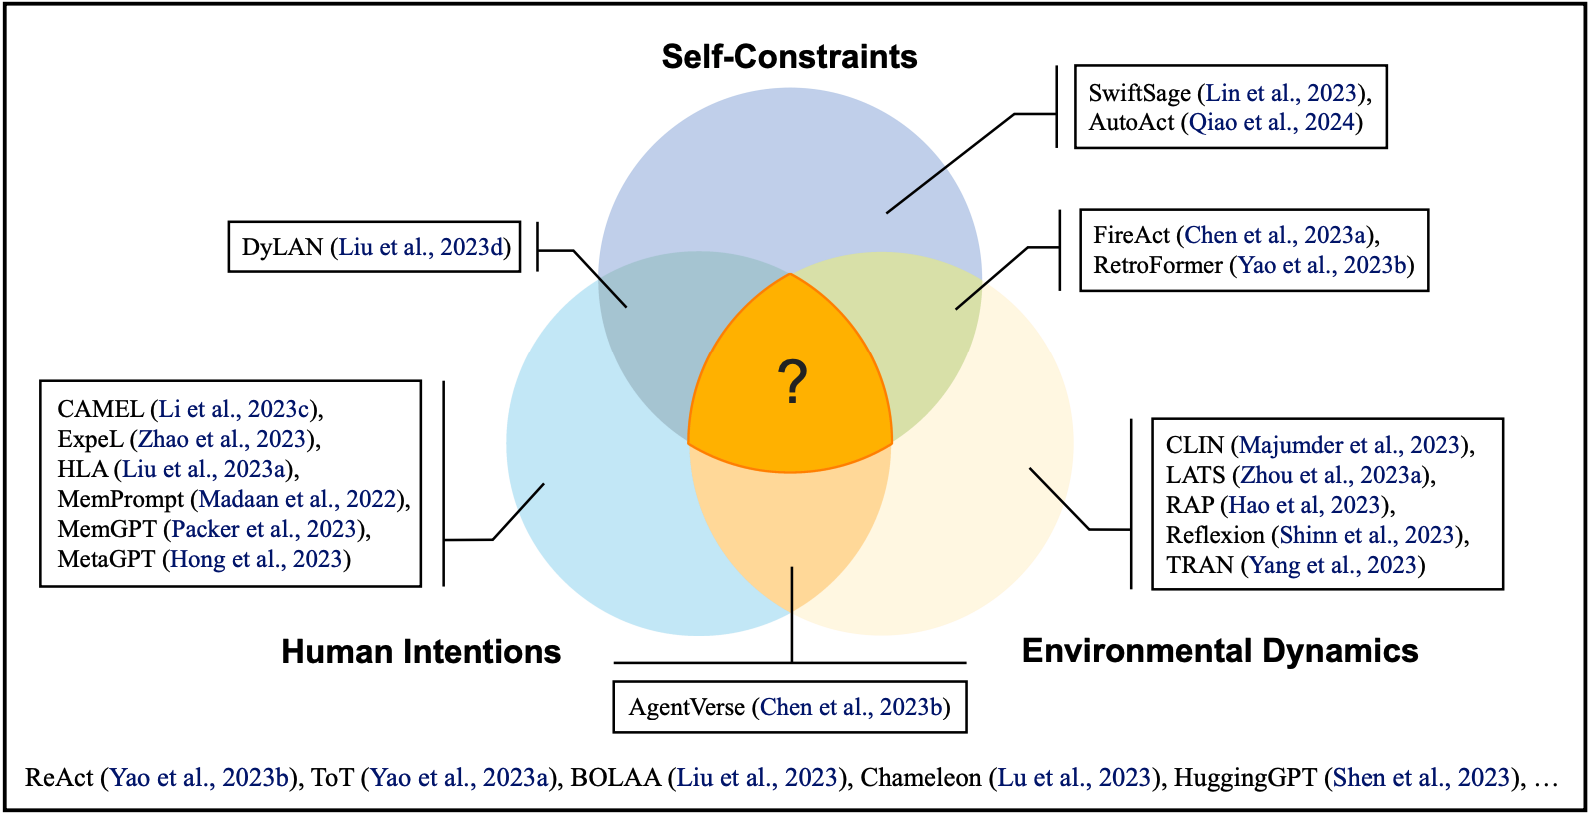 Self-Constraints
SwiftSage (Lin et al., 2023),
AutoAct (Qiao et al., 2024)
DyLAN (Liu et al., 2023d)
FireAct (Chen et al., 2023a),
RetroFormer (Yao et al., 2023b)
?
CAMEL (Li et al., 2023c),
ExpeL (Zhao et al., 2023),
HLA (Liu et al., 2023a),
MemPrompt (Madaan et al., 2022),
MemGPT (Packer et al., 2023),
MetaGPT (Hong et al., 2023)
CLIN (Majumder et al., 2023),
LATS (Zhou et al., 2023a),
RAP (Hao et al, 2023),
Reflexion (Shinn et al., 2023),
TRAN (Yang et al., 2023)
Human Intentions
Environmental Dynamics
AgentVerse (Chen et al., 2023b)
ReAct (Yao et al., 2023b), ToT (Yao et al., 2023a), BOLAA (Liu et al., 2023), Chameleon (Lu et al., 2023), HuggingGPT (Shen et al., 2023), …